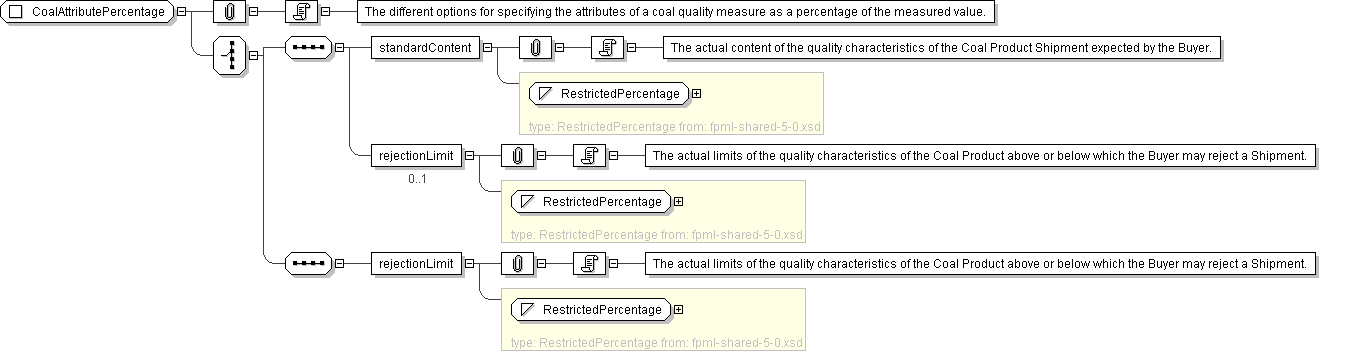 CoalAttributePercentage
The different options for specifying the attributes of a coal quality measure as a percentage of the measured value.
standardContent
The actual content of the quality characteristics of the Coal Product Shipment expected by the Buyer.
RestrictedPercentage
type: RestrictedPercentage from: fpml-shared-5-0.xsd
rejectionLimit
The actual limits of the quality characteristics of the Coal Product above or below which the Buyer may reject a Shipment.
0..1
RestrictedPercentage
type: RestrictedPercentage from: fpml-shared-5-0.xsd
rejectionLimit
The actual limits of the quality characteristics of the Coal Product above or below which the Buyer may reject a Shipment.
RestrictedPercentage
type: RestrictedPercentage from: fpml-shared-5-0.xsd